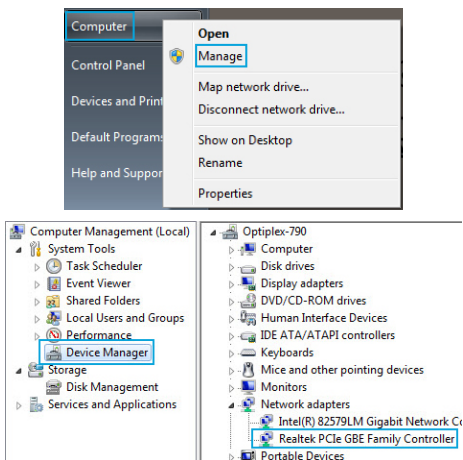 Computer
Control Panel
Devices and Print
Default Programs
Help and Suppor
Open
Manage
Map network drive...
Disconnect network drive...
Show on Desktop
Rename
Properties
Computer Management (Local)
System Tools
Task Scheduler
Event Viewer
Shared Folders
Local Users and Groups
Performance
Device Manager
Storage
Disk Management
Services and Applications
Optiplex-790
Computer
Disk drives
Display adapters
DVD/CD-ROM drives
Human Interface Devices
IDE ATA/ATAPI controllers
Keyboards
Mice and other pointing devices
Monitors
Network adapters
Intel(R) 82579LM Gigabit Network Co
Realtek PCIe GBE Family Controller
Portable Devices